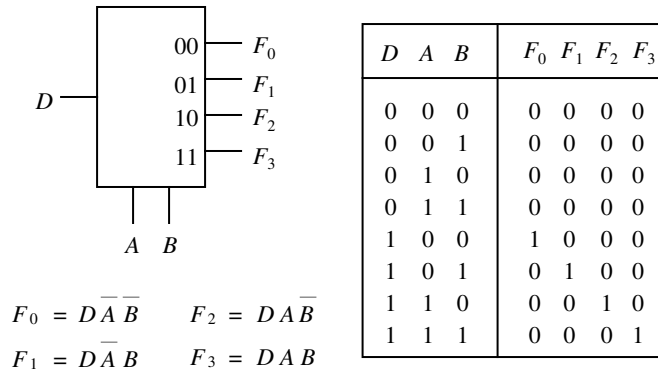 00 F₀
01 F₁
D
10 F₂
11 F₃
A B
F₀ = D A̅ B̅ F₂ = D A B̅
F₁ = D A̅ B F₃ = D A B
D A B F₀ F₁ F₂ F₃
0 0 0 0 0 0 0
0 0 1 0 0 0 0
0 1 0 0 0 0 0
0 1 1 0 0 0 0
1 0 0 1 0 0 0
1 0 1 0 1 0 0
1 1 0 0 0 1 0
1 1 1 0 0 0 1